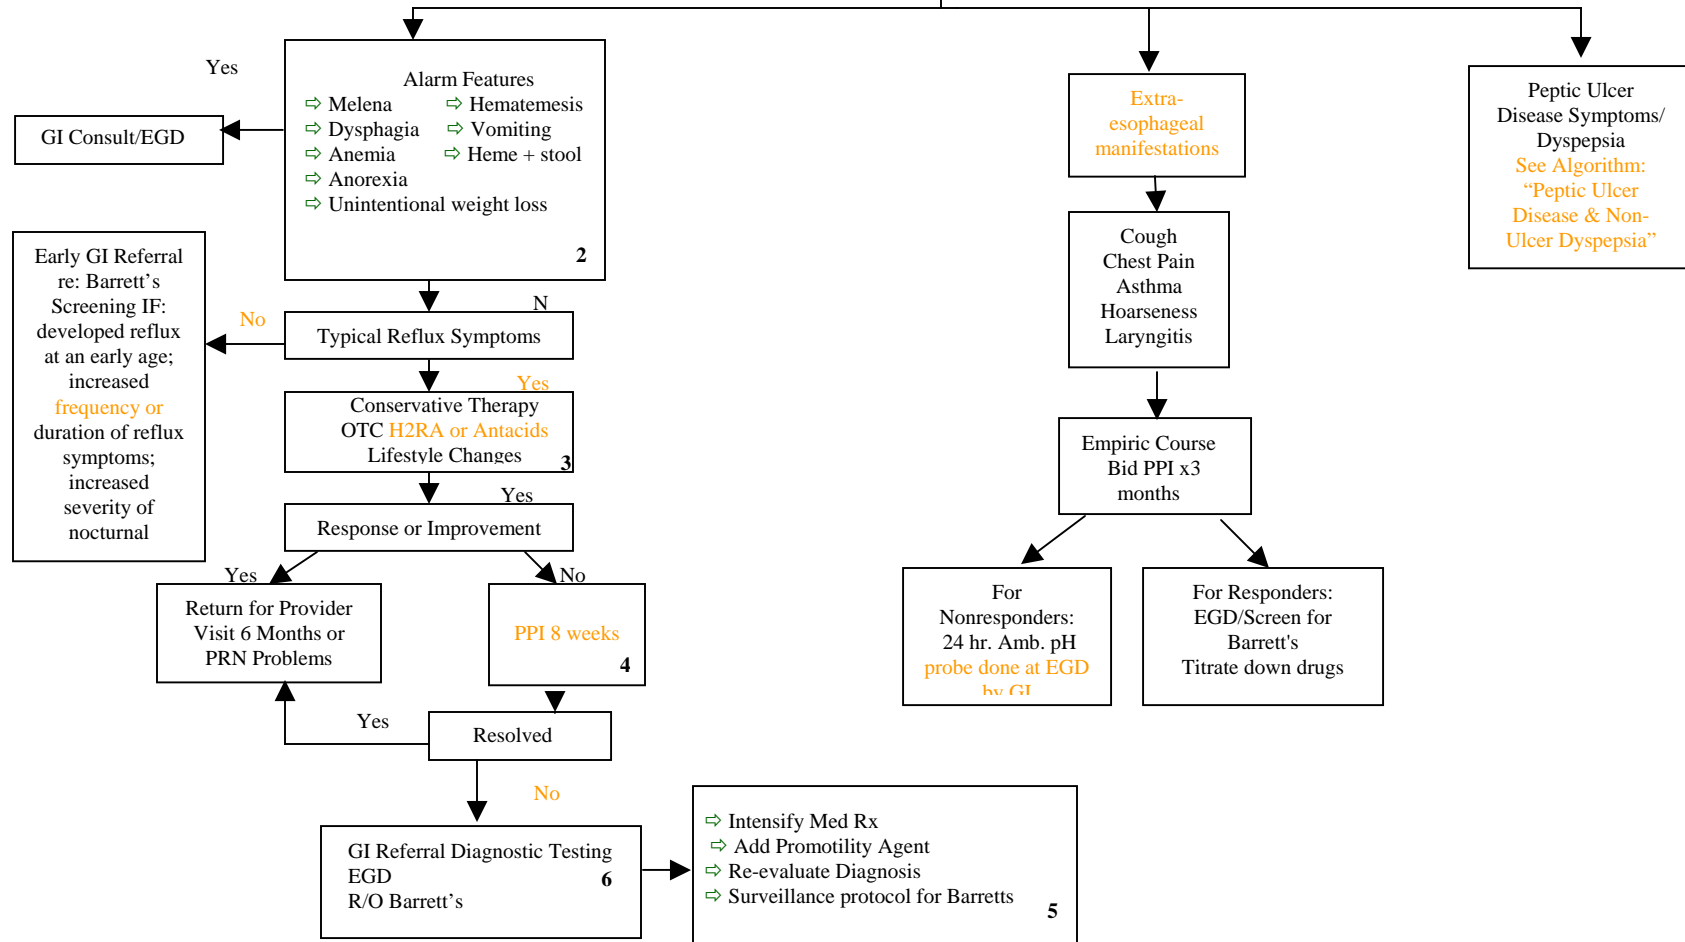 Yes
GI Consult/EGD
Alarm Features
⇨ Melena ⇨ Hematemesis
⇨ Dysphagia ⇨ Vomiting
⇨ Anemia ⇨ Heme + stool
⇨ Anorexia
⇨ Unintentional weight loss
2
Early GI Referral
re: Barrett’s
Screening IF:
developed reflux
at an early age;
increased
frequency or
duration of reflux
symptoms;
increased
severity of
nocturnal
No
N
Typical Reflux Symptoms
Yes
Conservative Therapy
OTC H2RA or Antacids
Lifestyle Changes
3
Yes
Response or Improvement
Yes
Return for Provider
Visit 6 Months or
PRN Problems
No
PPI 8 weeks
4
Yes
Resolved
No
GI Referral Diagnostic Testing
EGD
6
R/O Barrett’s
⇨ Intensify Med Rx
⇨ Add Promotility Agent
⇨ Re-evaluate Diagnosis
⇨ Surveillance protocol for Barretts
5
Extra-
esophageal
manifestations
Cough
Chest Pain
Asthma
Hoarseness
Laryngitis
Empiric Course
Bid PPI x3
months
For
Nonresponders:
24 hr. Amb. pH
probe done at EGD
by GI
For Responders:
EGD/Screen for
Barrett's
Titrate down drugs
Peptic Ulcer
Disease Symptoms/
Dyspepsia
See Algorithm:
“Peptic Ulcer
Disease & Non-
Ulcer Dyspepsia”